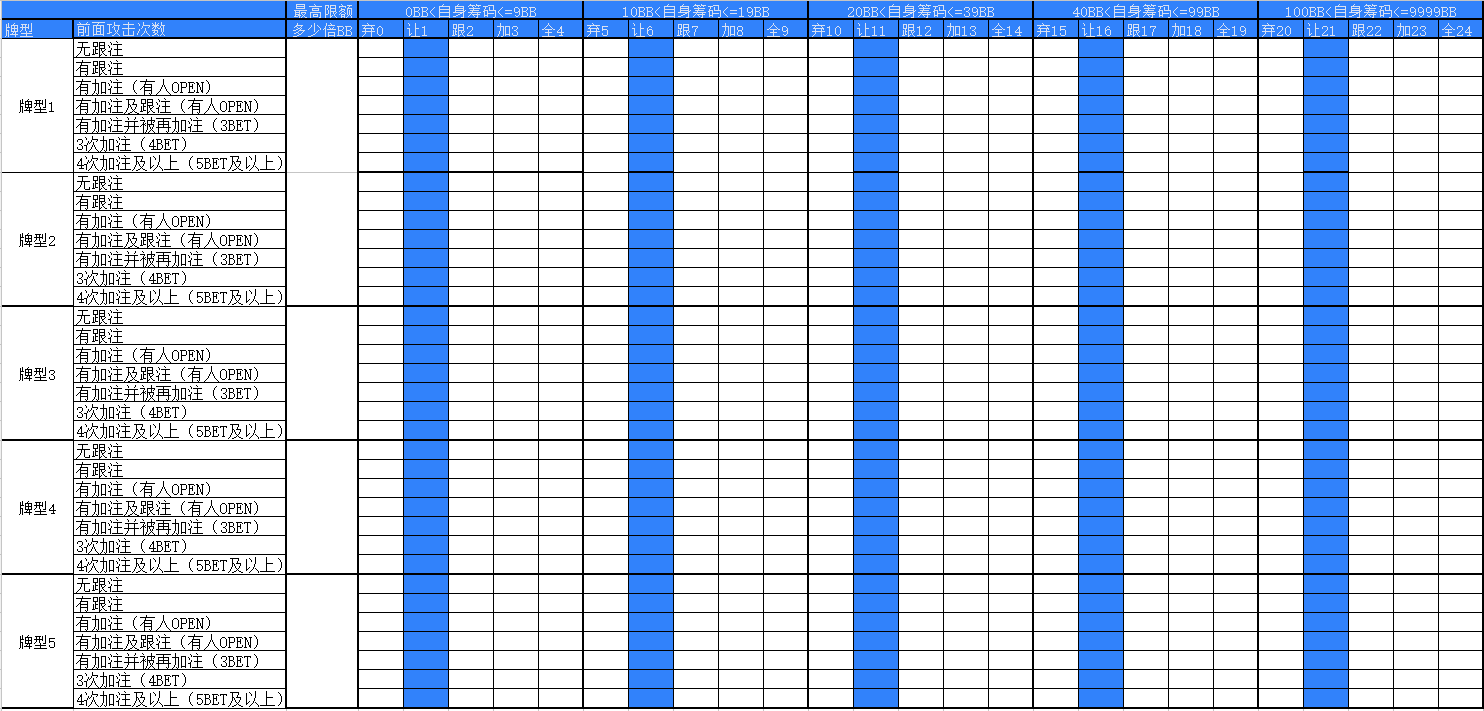 最高限额 0BB<自身筹码<=9BB 10BB<自身筹码<=19BB 20BB<自身筹码<=39BB 40BB<自身筹码<=99BB 100BB<自身筹码<=9999BB
牌型 前面攻击次数 多少倍BB 弃0 让1 跟2 加3 全4 弃5 让6 跟7 加8 全9 弃10 让11 跟12 加13 全14 弃15 让16 跟17 加18 全19 弃20 让21 跟22 加23 全24
无跟注
有跟注
有加注（有人OPEN）
牌型1 有加注及跟注（有人OPEN）
有加注并被再加注（3BET）
3次加注（4BET）
4次加注及以上（5BET及以上）
无跟注
有跟注
有加注（有人OPEN）
牌型2 有加注及跟注（有人OPEN）
有加注并被再加注（3BET）
3次加注（4BET）
4次加注及以上（5BET及以上）
无跟注
有跟注
有加注（有人OPEN）
牌型3 有加注及跟注（有人OPEN）
有加注并被再加注（3BET）
3次加注（4BET）
4次加注及以上（5BET及以上）
无跟注
有跟注
有加注（有人OPEN）
牌型4 有加注及跟注（有人OPEN）
有加注并被再加注（3BET）
3次加注（4BET）
4次加注及以上（5BET及以上）
无跟注
有跟注
有加注（有人OPEN）
牌型5 有加注及跟注（有人OPEN）
有加注并被再加注（3BET）
3次加注（4BET）
4次加注及以上（5BET及以上）